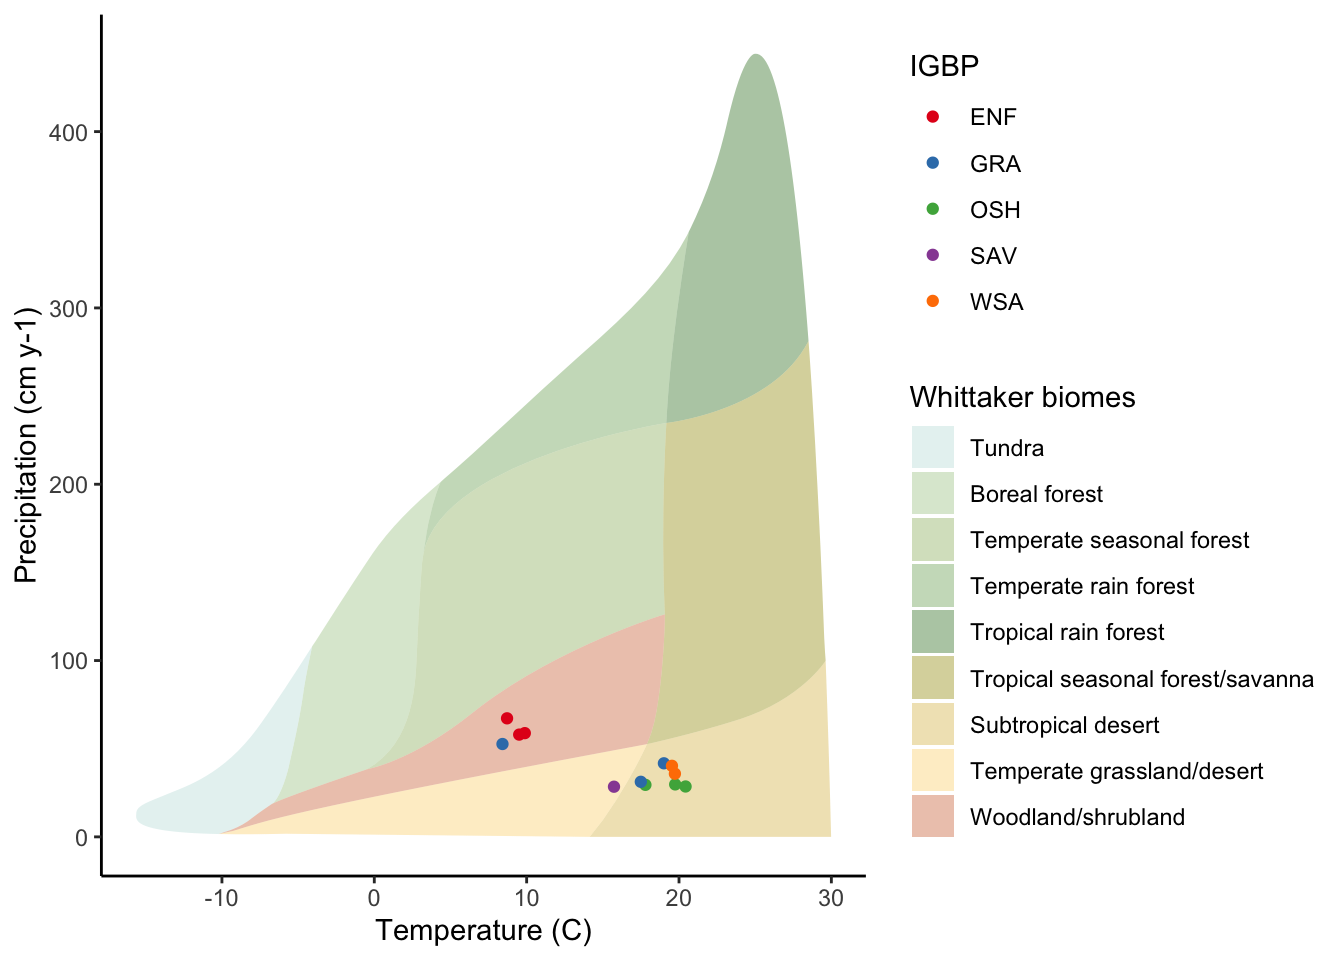 Precipitation (cm y-1)
400
300
200
100
0
-10 0 10 20 30
Temperature (C)
IGBP
ENF
GRA
OSH
SAV
WSA
Whittaker biomes
Tundra
Boreal forest
Temperate seasonal forest
Temperate rain forest
Tropical rain forest
Tropical seasonal forest/savanna
Subtropical desert
Temperate grassland/desert
Woodland/shrubland